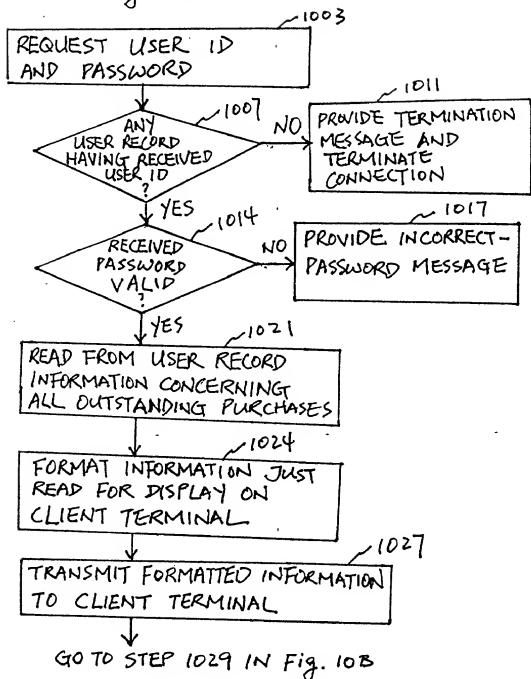 1003
REQUEST USER ID
AND PASSWORD
1007
ANY
USER RECORD
HAVING RECEIVED
USER ID
?
NO
1011
PROVIDE TERMINATION
MESSAGE AND
TERMINATE
CONNECTION
YES
1014
RECEIVED
PASSWORD
VALID
?
NO
1017
PROVIDE INCORRECT-
PASSWORD MESSAGE
YES
1021
READ FROM USER RECORD
INFORMATION CONCERNING
ALL OUTSTANDING PURCHASES
1024
FORMAT INFORMATION JUST
READ FOR DISPLAY ON
CLIENT TERMINAL
1027
TRANSMIT FORMATTED INFORMATION
TO CLIENT TERMINAL
GO TO STEP 1029 IN Fig. 10B